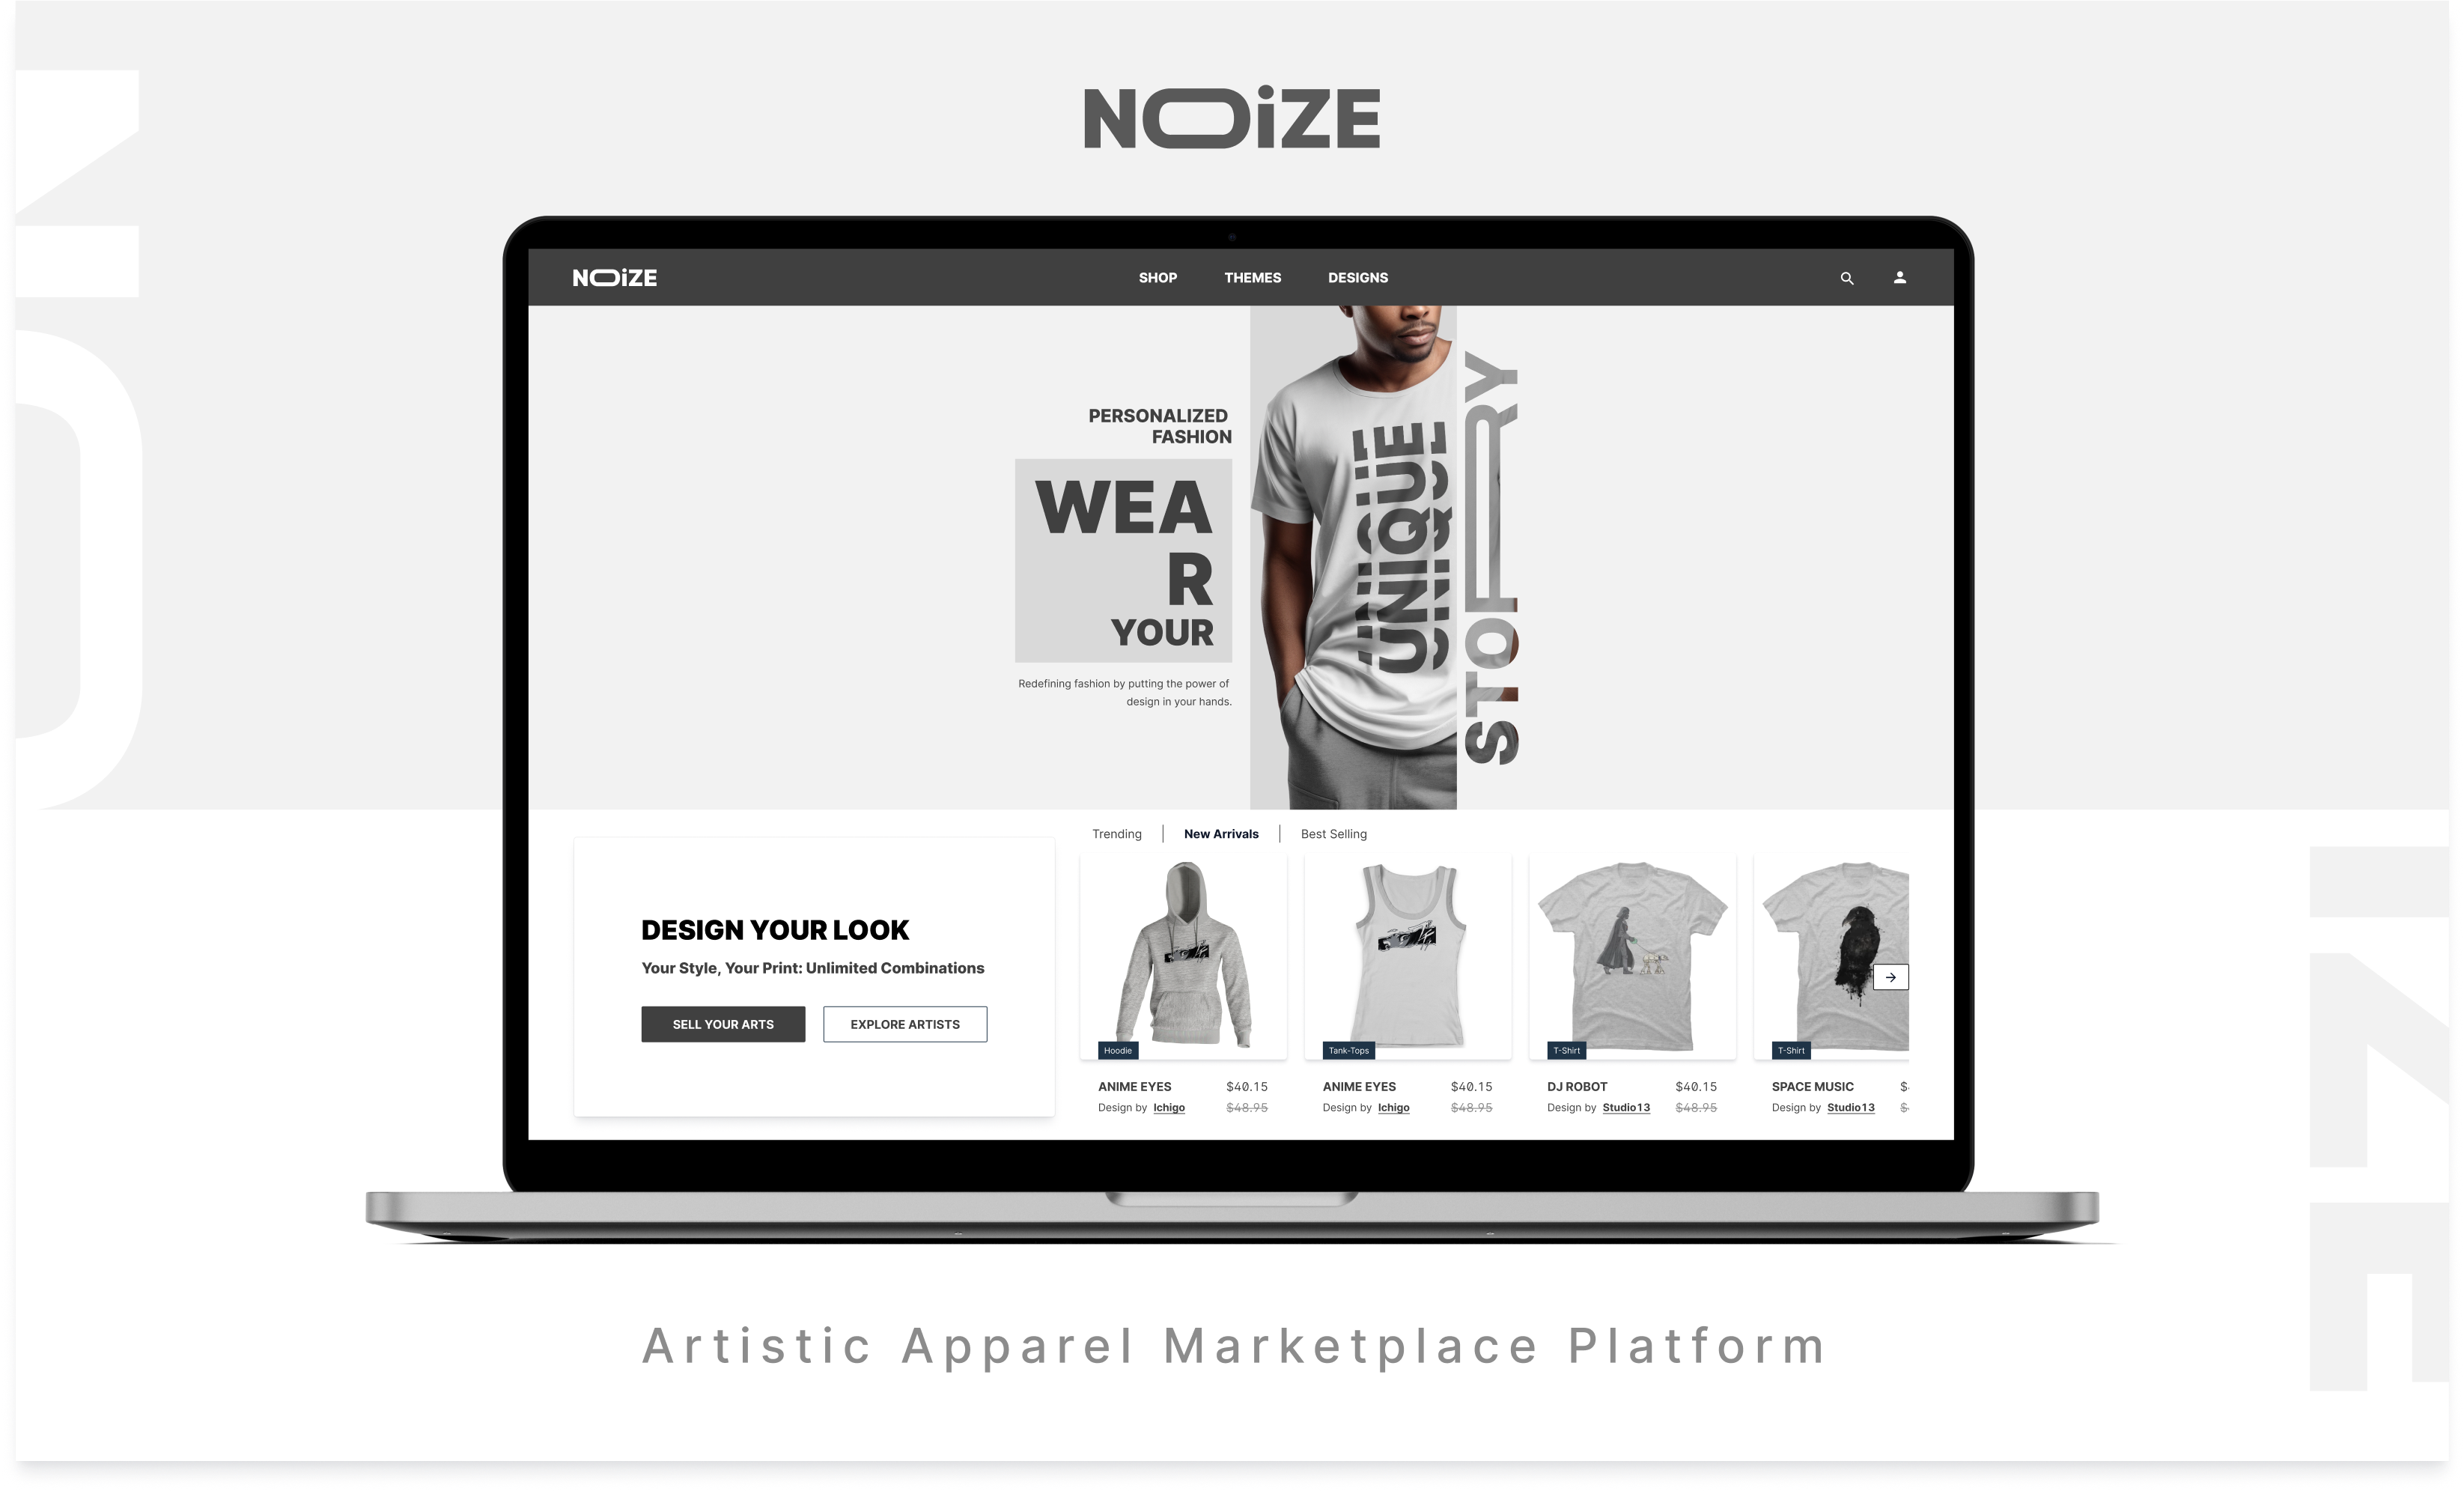 NOiZE
NOiZE
SHOP THEMES DESIGNS
PERSONALIZED
FASHION
WEA
R
YOUR
Redefining fashion by putting the power of
design in your hands.
UNIQUE
STORY
Trending New Arrivals Best Selling
DESIGN YOUR LOOK
Your Style, Your Print: Unlimited Combinations
SELL YOUR ARTS EXPLORE ARTISTS
Hoodie Tank-Tops T-Shirt T-Shirt
ANIME EYES $40.15 ANIME EYES $40.15 DJ ROBOT $40.15 SPACE MUSIC $
Design by Ichigo $48.95 Design by Ichigo $48.95 Design by Studio13 $48.95 Design by Studio13 $
Artistic Apparel Marketplace Platform